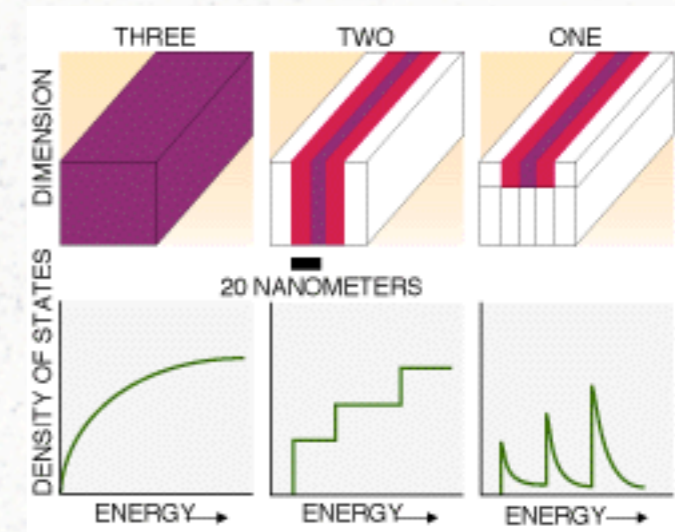 THREE TWO ONE
DIMENSION
20 NANOMETERS
DENSITY OF STATES
ENERGY ENERGY ENERGY